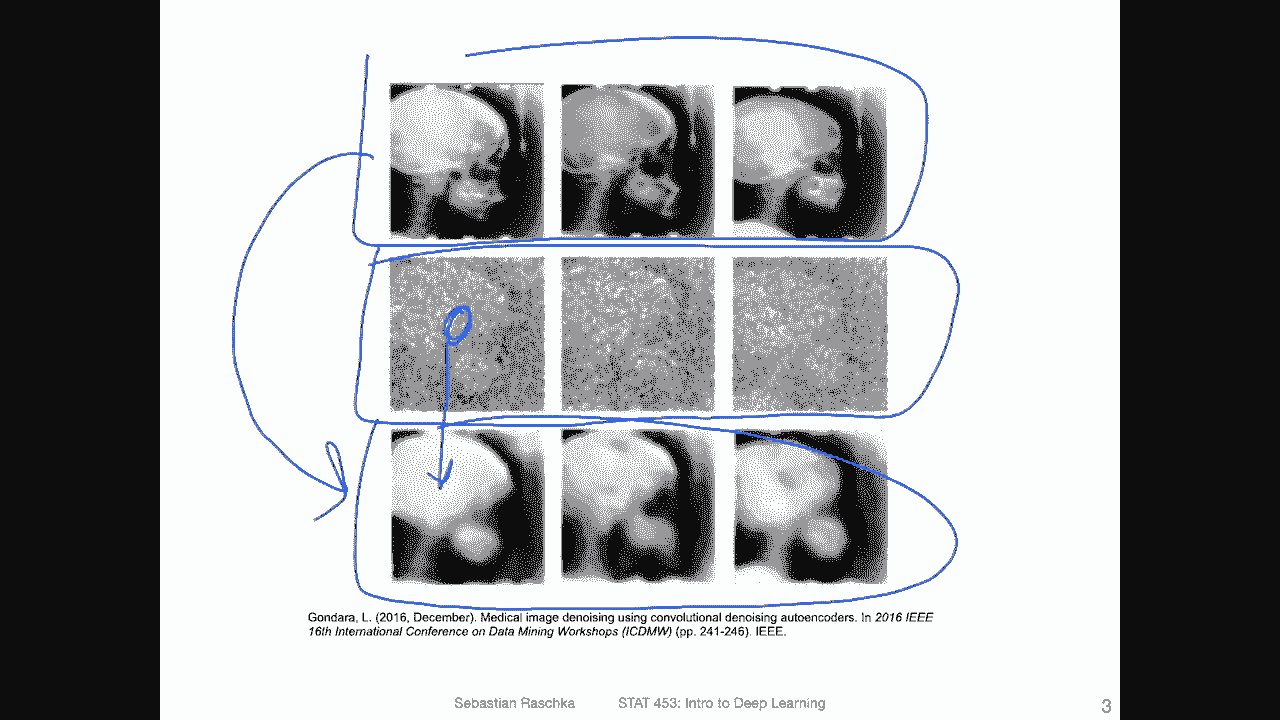 Gondara, L. (2016, December). Medical image denoising using convolutional denoising autoencoders. In 2016 IEEE
16th International Conference on Data Mining Workshops (ICDMW) (pp. 241-246). IEEE.
Sebastian Raschka STAT 453: Intro to Deep Learning 3